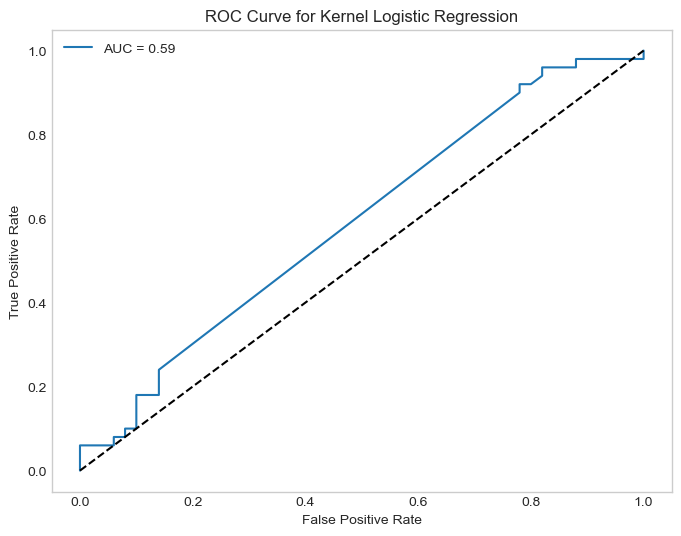 ROC Curve for Kernel Logistic Regression
AUC = 0.59
True Positive Rate
1.0
0.8
0.6
0.4
0.2
0.0
0.0 0.2 0.4 0.6 0.8 1.0
False Positive Rate